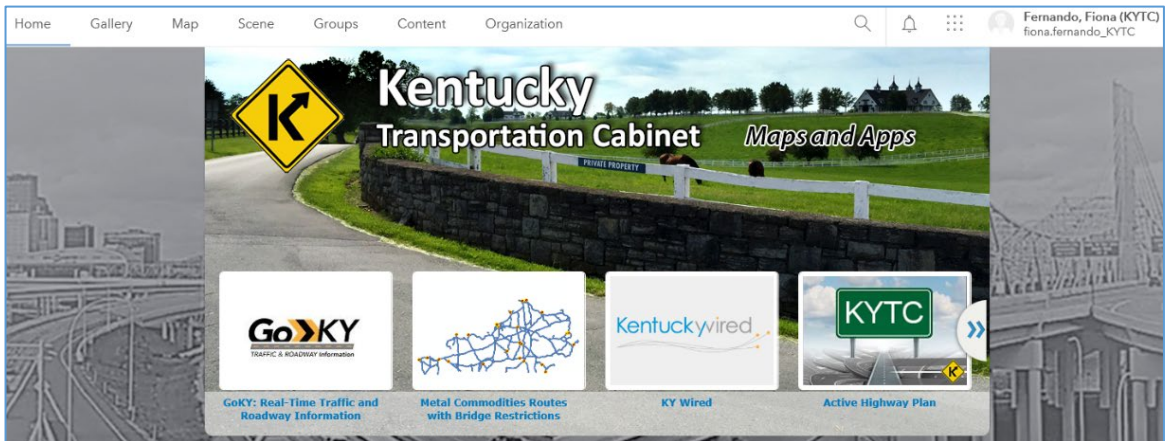 Home Gallery Map Scene Groups Content Organization
Fernando, Fiona (KYTC)
fiona.fernando_KYTC
K
Kentucky
Transportation Cabinet Maps and Apps
PRIVATE PROPERTY
Go KY
TRAFFIC & ROADWAY Information
Kentuckywired
KYTC
K
GoKY: Real-Time Traffic and
Roadway Information
Metal Commodities Routes
with Bridge Restrictions
KY Wired
Active Highway Plan